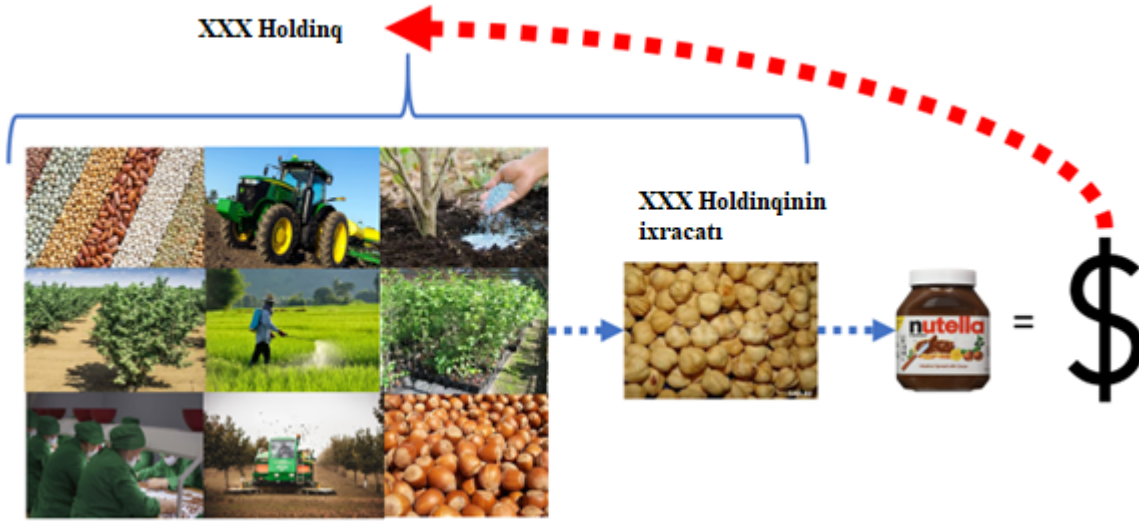 XXX Holdinq
XXX Holdinqinin
ixracatı
nutella
= $